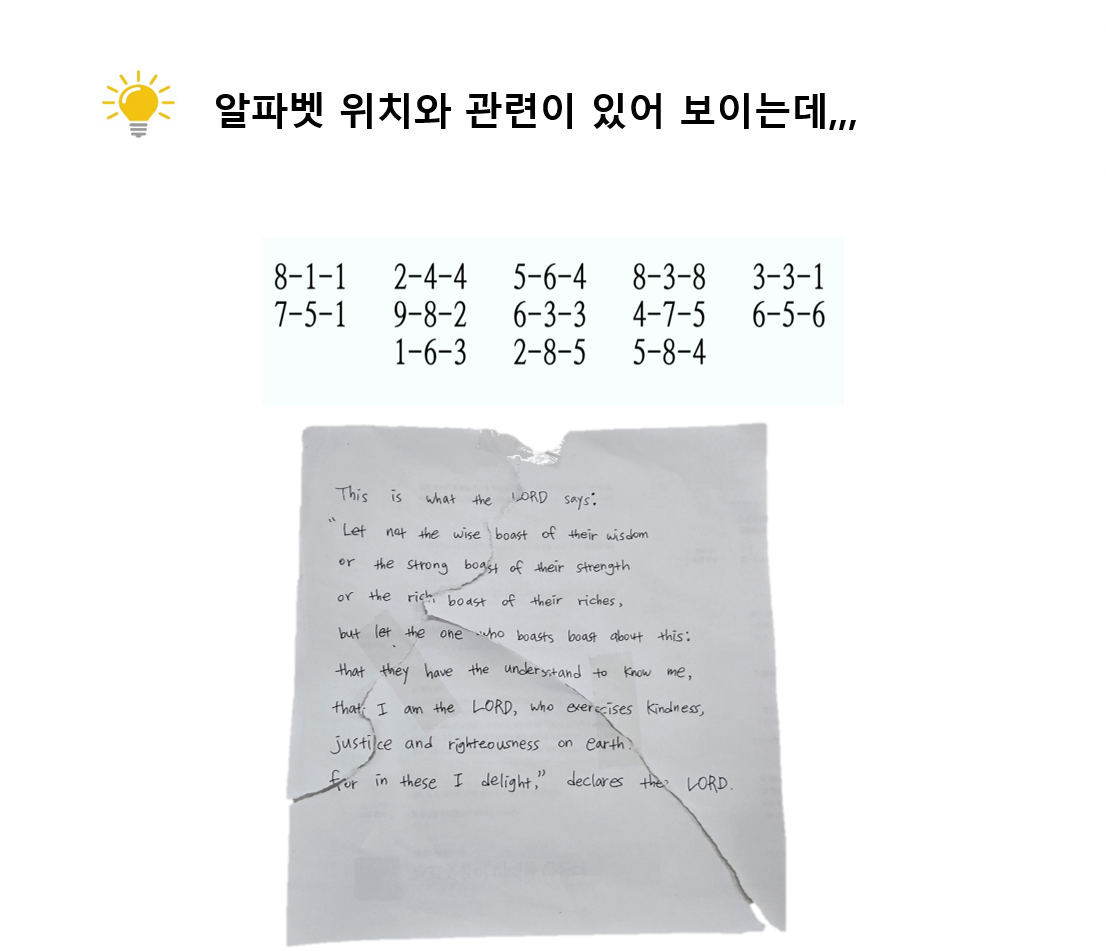 알파벳 위치와 관련이 있어 보이는데,,,
8-1-1 2-4-4 5-6-4 8-3-8 3-3-1
7-5-1 9-8-2 6-3-3 4-7-5 6-5-6
1-6-3 2-8-5 5-8-4
This is what the LORD says:
"Let not the wise boast of their wisdom
or the strong boast of their strength
or the rich boast of their riches,
but let the one who boasts boast about this:
that they have the understand to know me,
that I am the LORD, who exercises kindness,
justice and righteousness on earth.
for in these I delight," declares the LORD.